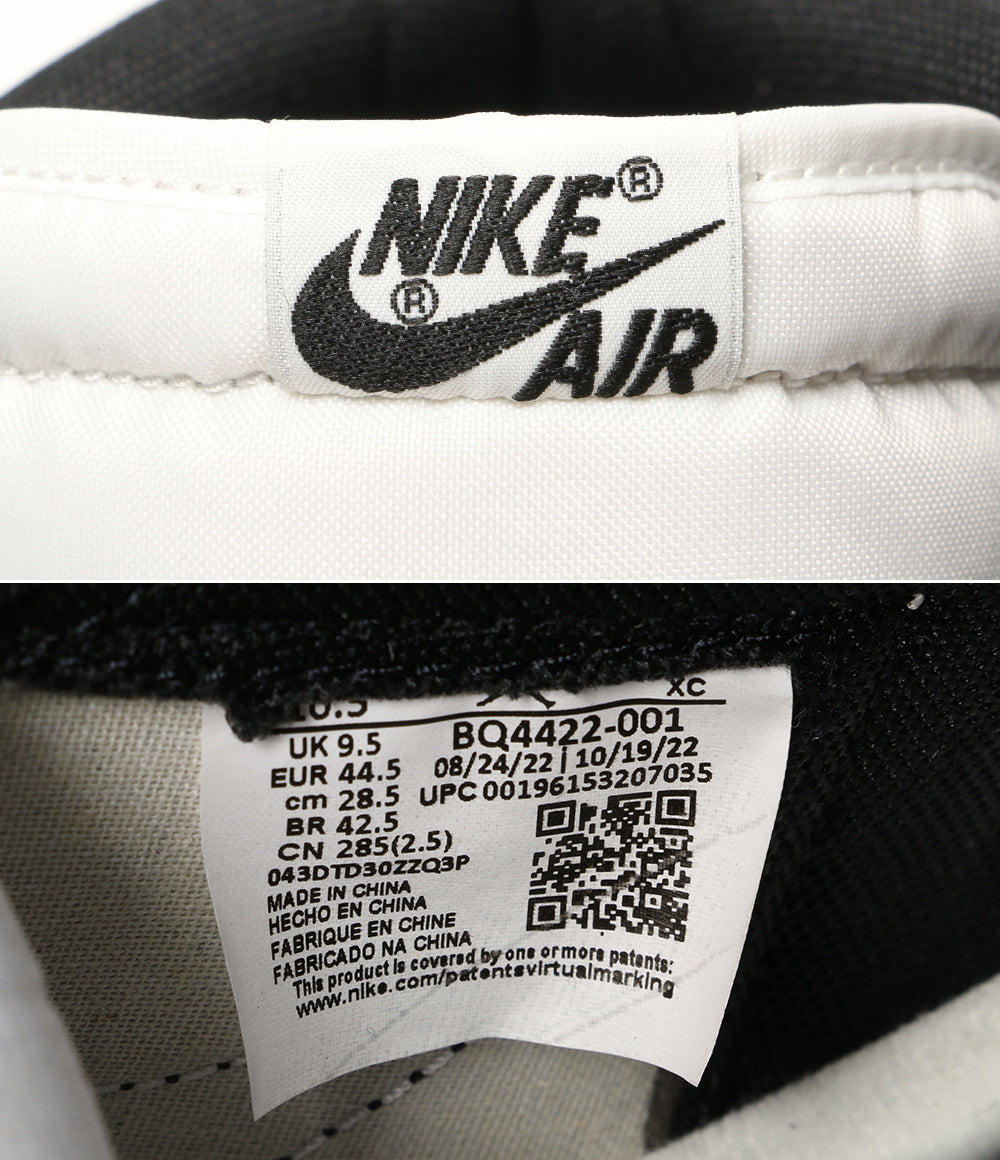 NIKE®
®
AIR
10.5
XC
UK 9.5
EUR 44.5
cm 28.5
BR 42.5
CN 285(2.5)
043DTD30ZZQ3P
BQ4422-001
08/24/22 | 10/19/22
UPC 00196153207035
MADE IN CHINA
HECHO EN CHINA
FABRIQUE EN CHINE
FABRICADO NA CHINA
This product is covered by one or more patents:
www.nike.com/patentsvirtualmarking